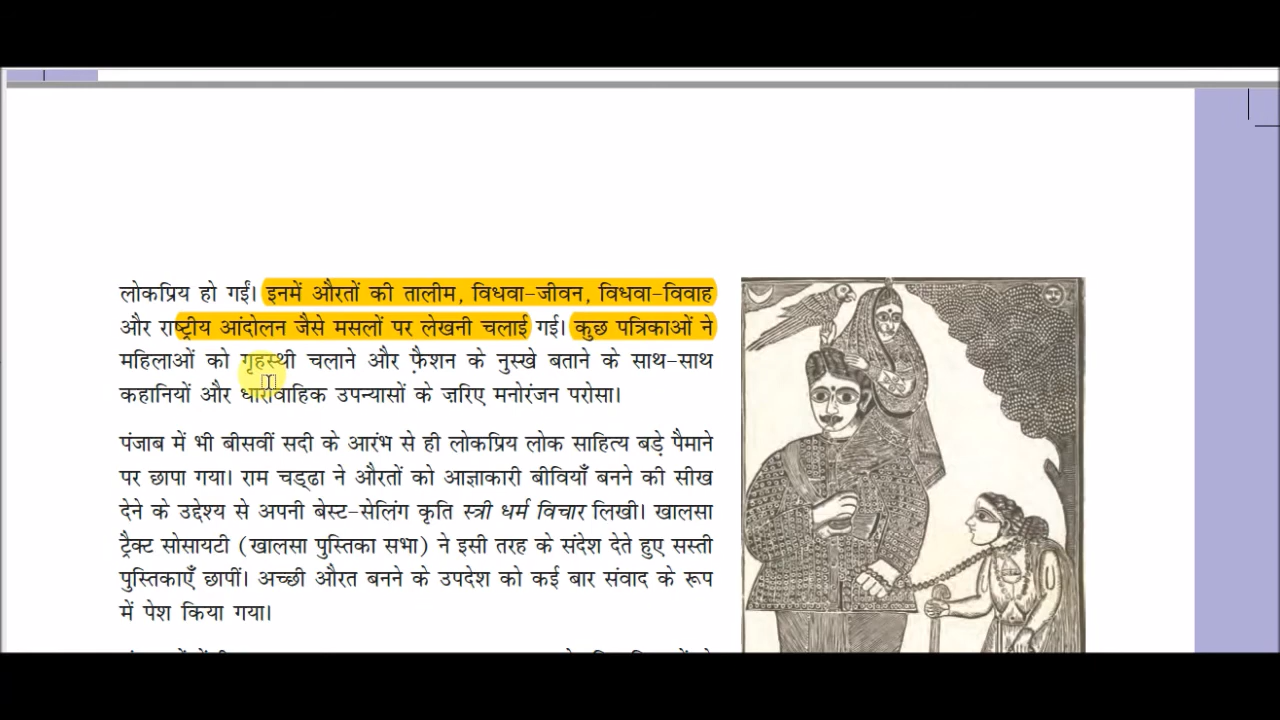 लोकप्रिय हो गईं। इनमें औरतों की तालीम, विधवा-जीवन, विधवा-विवाह
और राष्ट्रीय आंदोलन जैसे मसलों पर लेखनी चलाई गई। कुछ पत्रिकाओं ने
महिलाओं को गृहस्थी चलाने और फ़ैशन के नुस्खे बताने के साथ-साथ
कहानियों और धारावाहिक उपन्यासों के ज़रिए मनोरंजन परोसा।
पंजाब में भी बीसवीं सदी के आरंभ से ही लोकप्रिय लोक साहित्य बड़े पैमाने
पर छापा गया। राम चड्ढा ने औरतों को आज्ञाकारी बीवियाँ बनने की सीख
देने के उद्देश्य से अपनी बेस्ट-सेलिंग कृति स्त्री धर्म विचार लिखी। खालसा
ट्रैक्ट सोसायटी (खालसा पुस्तिका सभा) ने इसी तरह के संदेश देते हुए सस्ती
पुस्तिकाएँ छापीं। अच्छी औरत बनने के उपदेश को कई बार संवाद के रूप
में पेश किया गया।